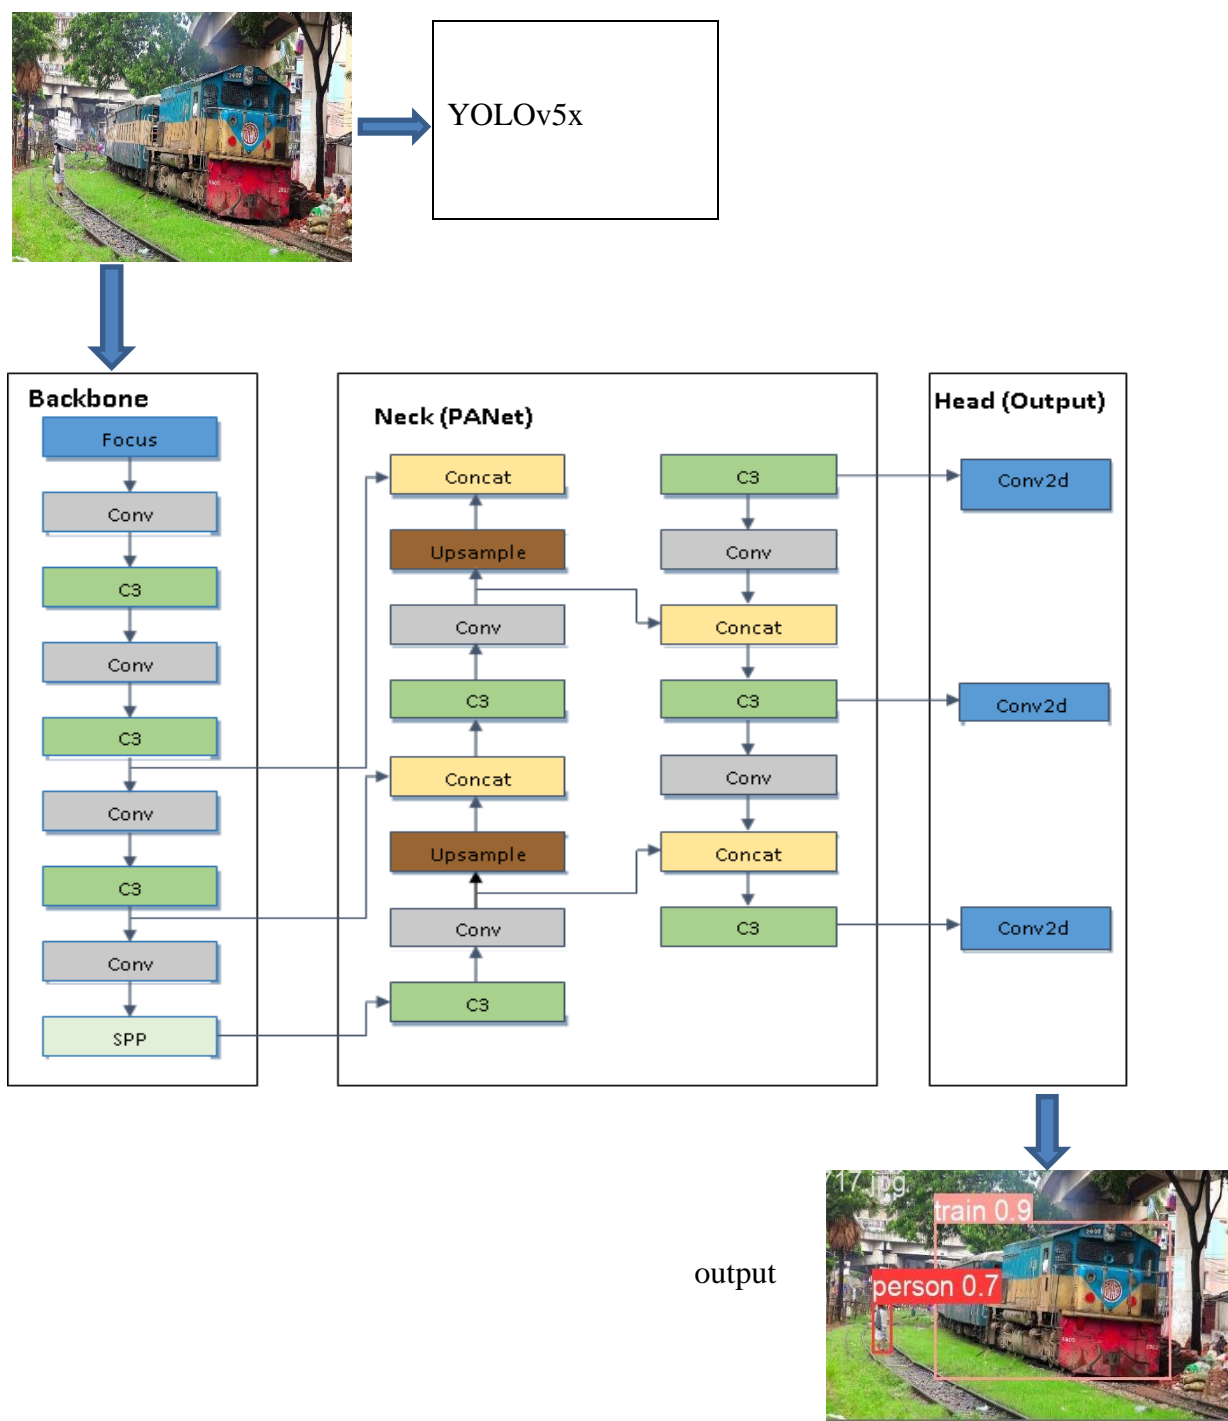 YOLOv5x
Backbone
Focus
Conv
C3
Conv
C3
Conv
C3
Conv
SPP
Neck (PANet)
Concat
Upsample
Conv
C3
Concat
Upsample
Conv
C3
C3
Conv
Concat
C3
Conv
Concat
C3
Head (Output)
Conv2d
Conv2d
Conv2d
output
717.jpg
train 0.9
person 0.7